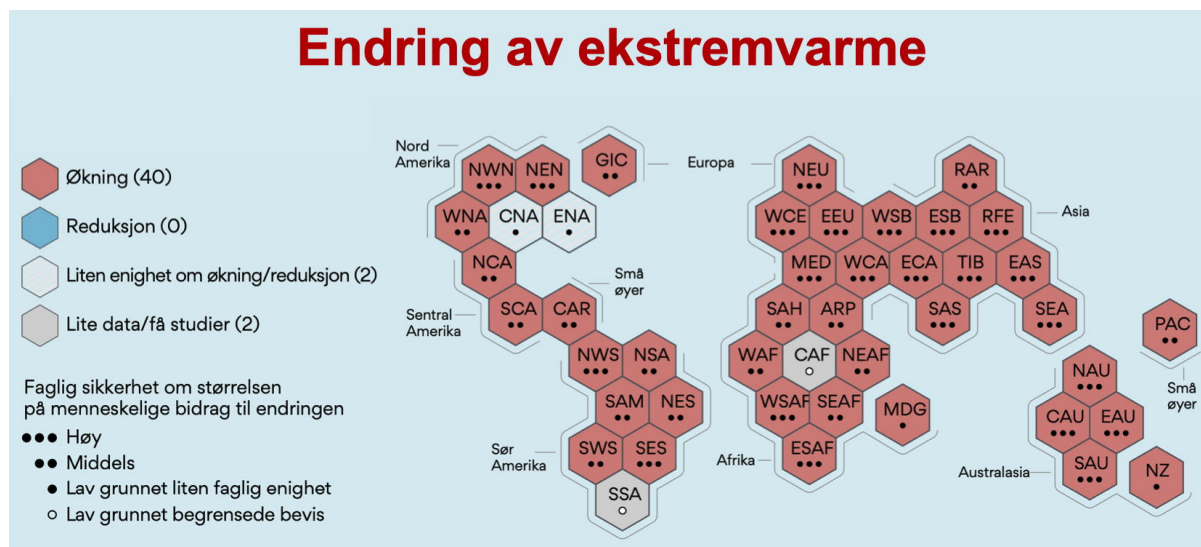 Endring av ekstremvarme
Økning (40)
Reduksjon (0)
Liten enighet om økning/reduksjon (2)
Lite data/få studier (2)
Faglig sikkerhet om størrelsen
på menneskelige bidrag til endringen
Høy
Middels
Lav grunnet liten faglig enighet
Lav grunnet begrensede bevis
Nord
Amerika
NWN NEN GIC
WNA CNA ENA
NCA
Små
øyer
Sentral
Amerika
SCA CAR
NWS NSA
SAM NES
Sør
Amerika
SWS SES
SSA
Europa
NEU RAR
WCE EEU WSB ESB RFE
Asia
MED WCA ECA TIB EAS
SAH ARP SAS SEA
WAF CAF NEAF
WSAF SEAF MDG
Afrika
ESAF
PAC
Små
øyer
NAU
CAU EAU
Australasia
SAU NZ